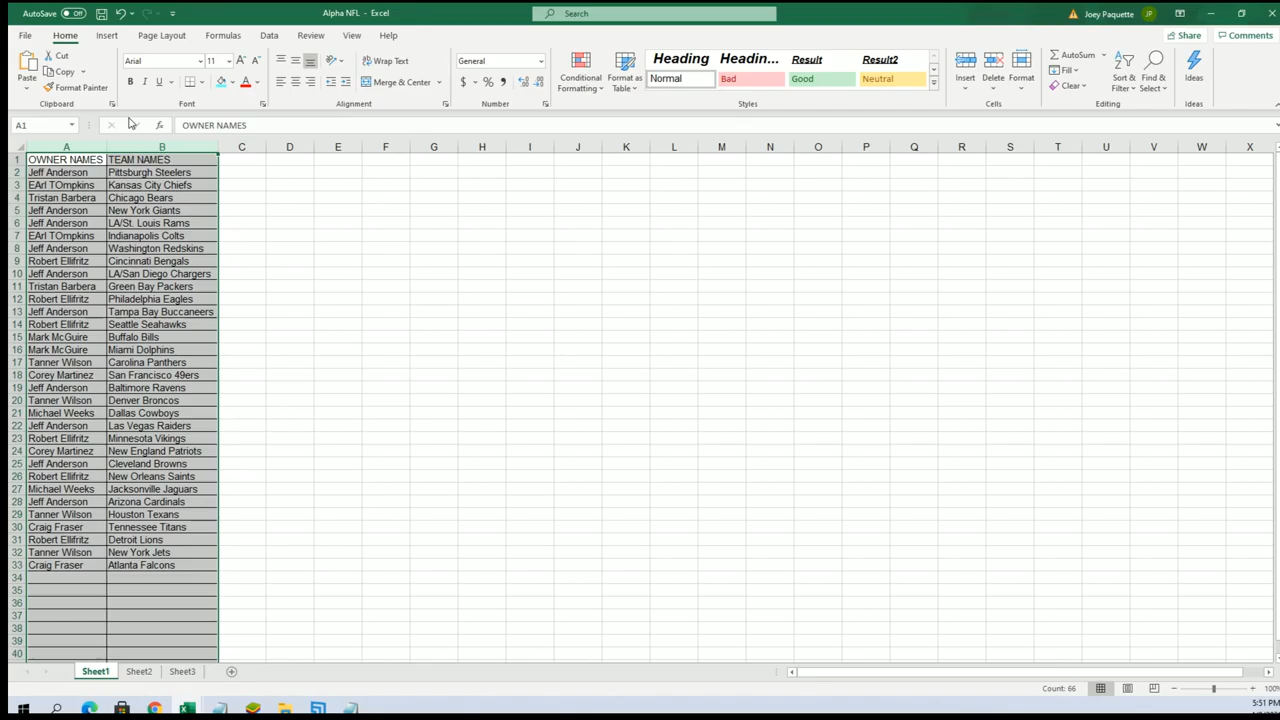 AutoSave Off Alpha NFL - Excel Search Joey Paquette JP
File Home Insert Page Layout Formulas Data Review View Help Share Comments
Paste Cut Copy Format Painter Clipboard
Arial 11 B I U A Font
Wrap Text Merge & Center Alignment
General $ % Number
Conditional Formatting Format as Table
Heading Headin... Result Result2
Normal Bad Good Neutral
Styles
Insert Delete Format Cells
AutoSum Fill Clear Sort & Filter Find & Select Editing
Ideas Ideas
A1 fx OWNER NAMES
A B C D E F G H I J K L M N O P Q R S T U V W X
1 OWNER NAMES TEAM NAMES
2 Jeff Anderson Pittsburgh Steelers
3 EArl TOmpkins Kansas City Chiefs
4 Tristan Barbera Chicago Bears
5 Jeff Anderson New York Giants
6 Jeff Anderson LA/St. Louis Rams
7 EArl TOmpkins Indianapolis Colts
8 Jeff Anderson Washington Redskins
9 Robert Ellifritz Cincinnati Bengals
10 Jeff Anderson LA/San Diego Chargers
11 Tristan Barbera Green Bay Packers
12 Robert Ellifritz Philadelphia Eagles
13 Jeff Anderson Tampa Bay Buccaneers
14 Robert Ellifritz Seattle Seahawks
15 Mark McGuire Buffalo Bills
16 Mark McGuire Miami Dolphins
17 Tanner Wilson Carolina Panthers
18 Corey Martinez San Francisco 49ers
19 Jeff Anderson Baltimore Ravens
20 Tanner Wilson Denver Broncos
21 Michael Weeks Dallas Cowboys
22 Jeff Anderson Las Vegas Raiders
23 Robert Ellifritz Minnesota Vikings
24 Corey Martinez New England Patriots
25 Jeff Anderson Cleveland Browns
26 Robert Ellifritz New Orleans Saints
27 Michael Weeks Jacksonville Jaguars
28 Jeff Anderson Arizona Cardinals
29 Tanner Wilson Houston Texans
30 Craig Fraser Tennessee Titans
31 Robert Ellifritz Detroit Lions
32 Tanner Wilson New York Jets
33 Craig Fraser Atlanta Falcons
34
35
36
37
38
39
40
Sheet1 Sheet2 Sheet3
Count: 66 100%
5:51 PM